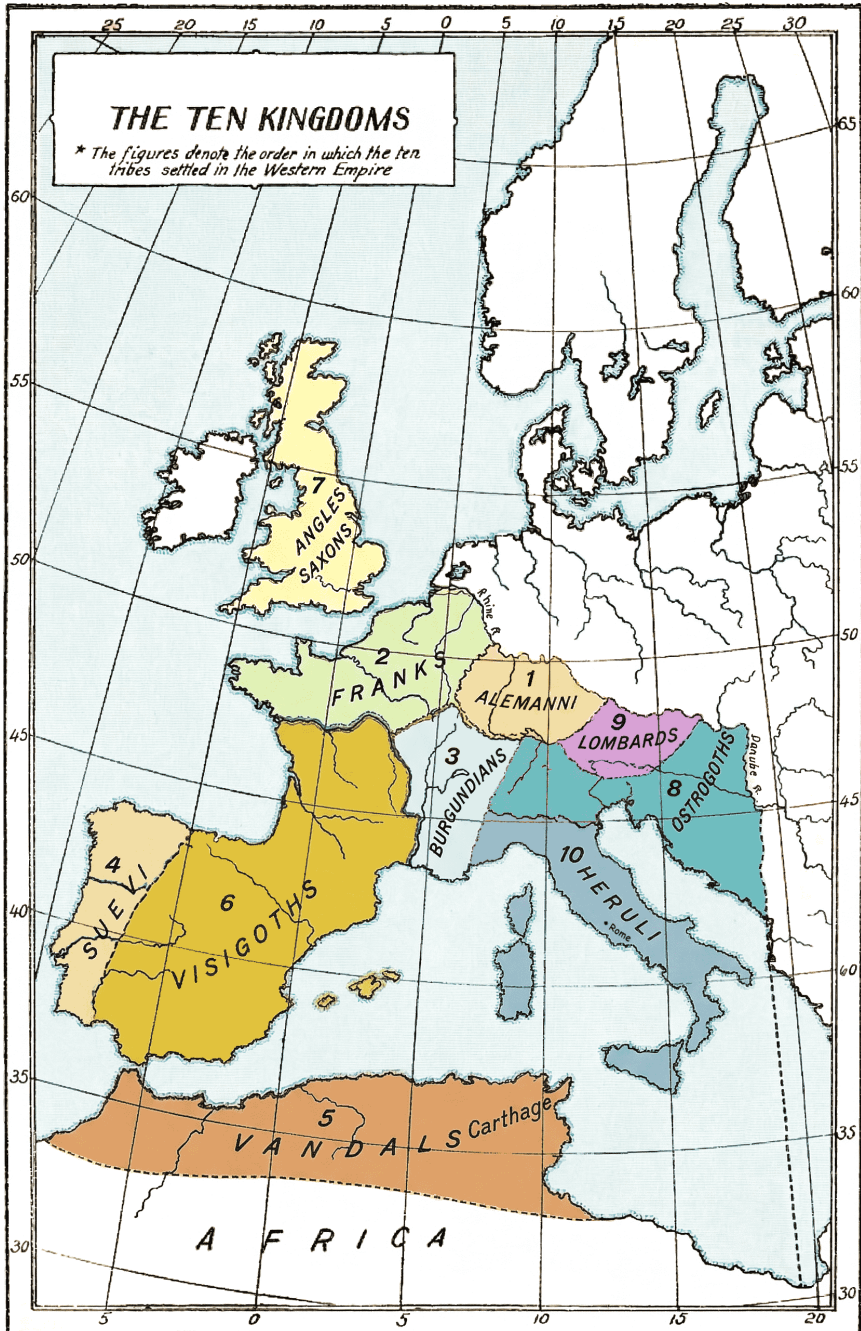 25 20 15 10 5 0 5 10 15 20 25 30
THE TEN KINGDOMS
* The figures denote the order in which the ten
tribes settled in the Western Empire
65
60
60
55
55
7
ANGLES
SAXONS
50
Rhine R.
50
2
FRANKS
1
ALEMANNI
9
LOMBARDS
45
3
BURGUNDIANS
8
OSTROGOTHS
Danube R.
45
4
SUEVI
6
VISIGOTHS
10 HERULI
Rome
40
60
35
5
VANDALS
Carthage
35
AFRICA
30
30
5 0 5 10 15 20